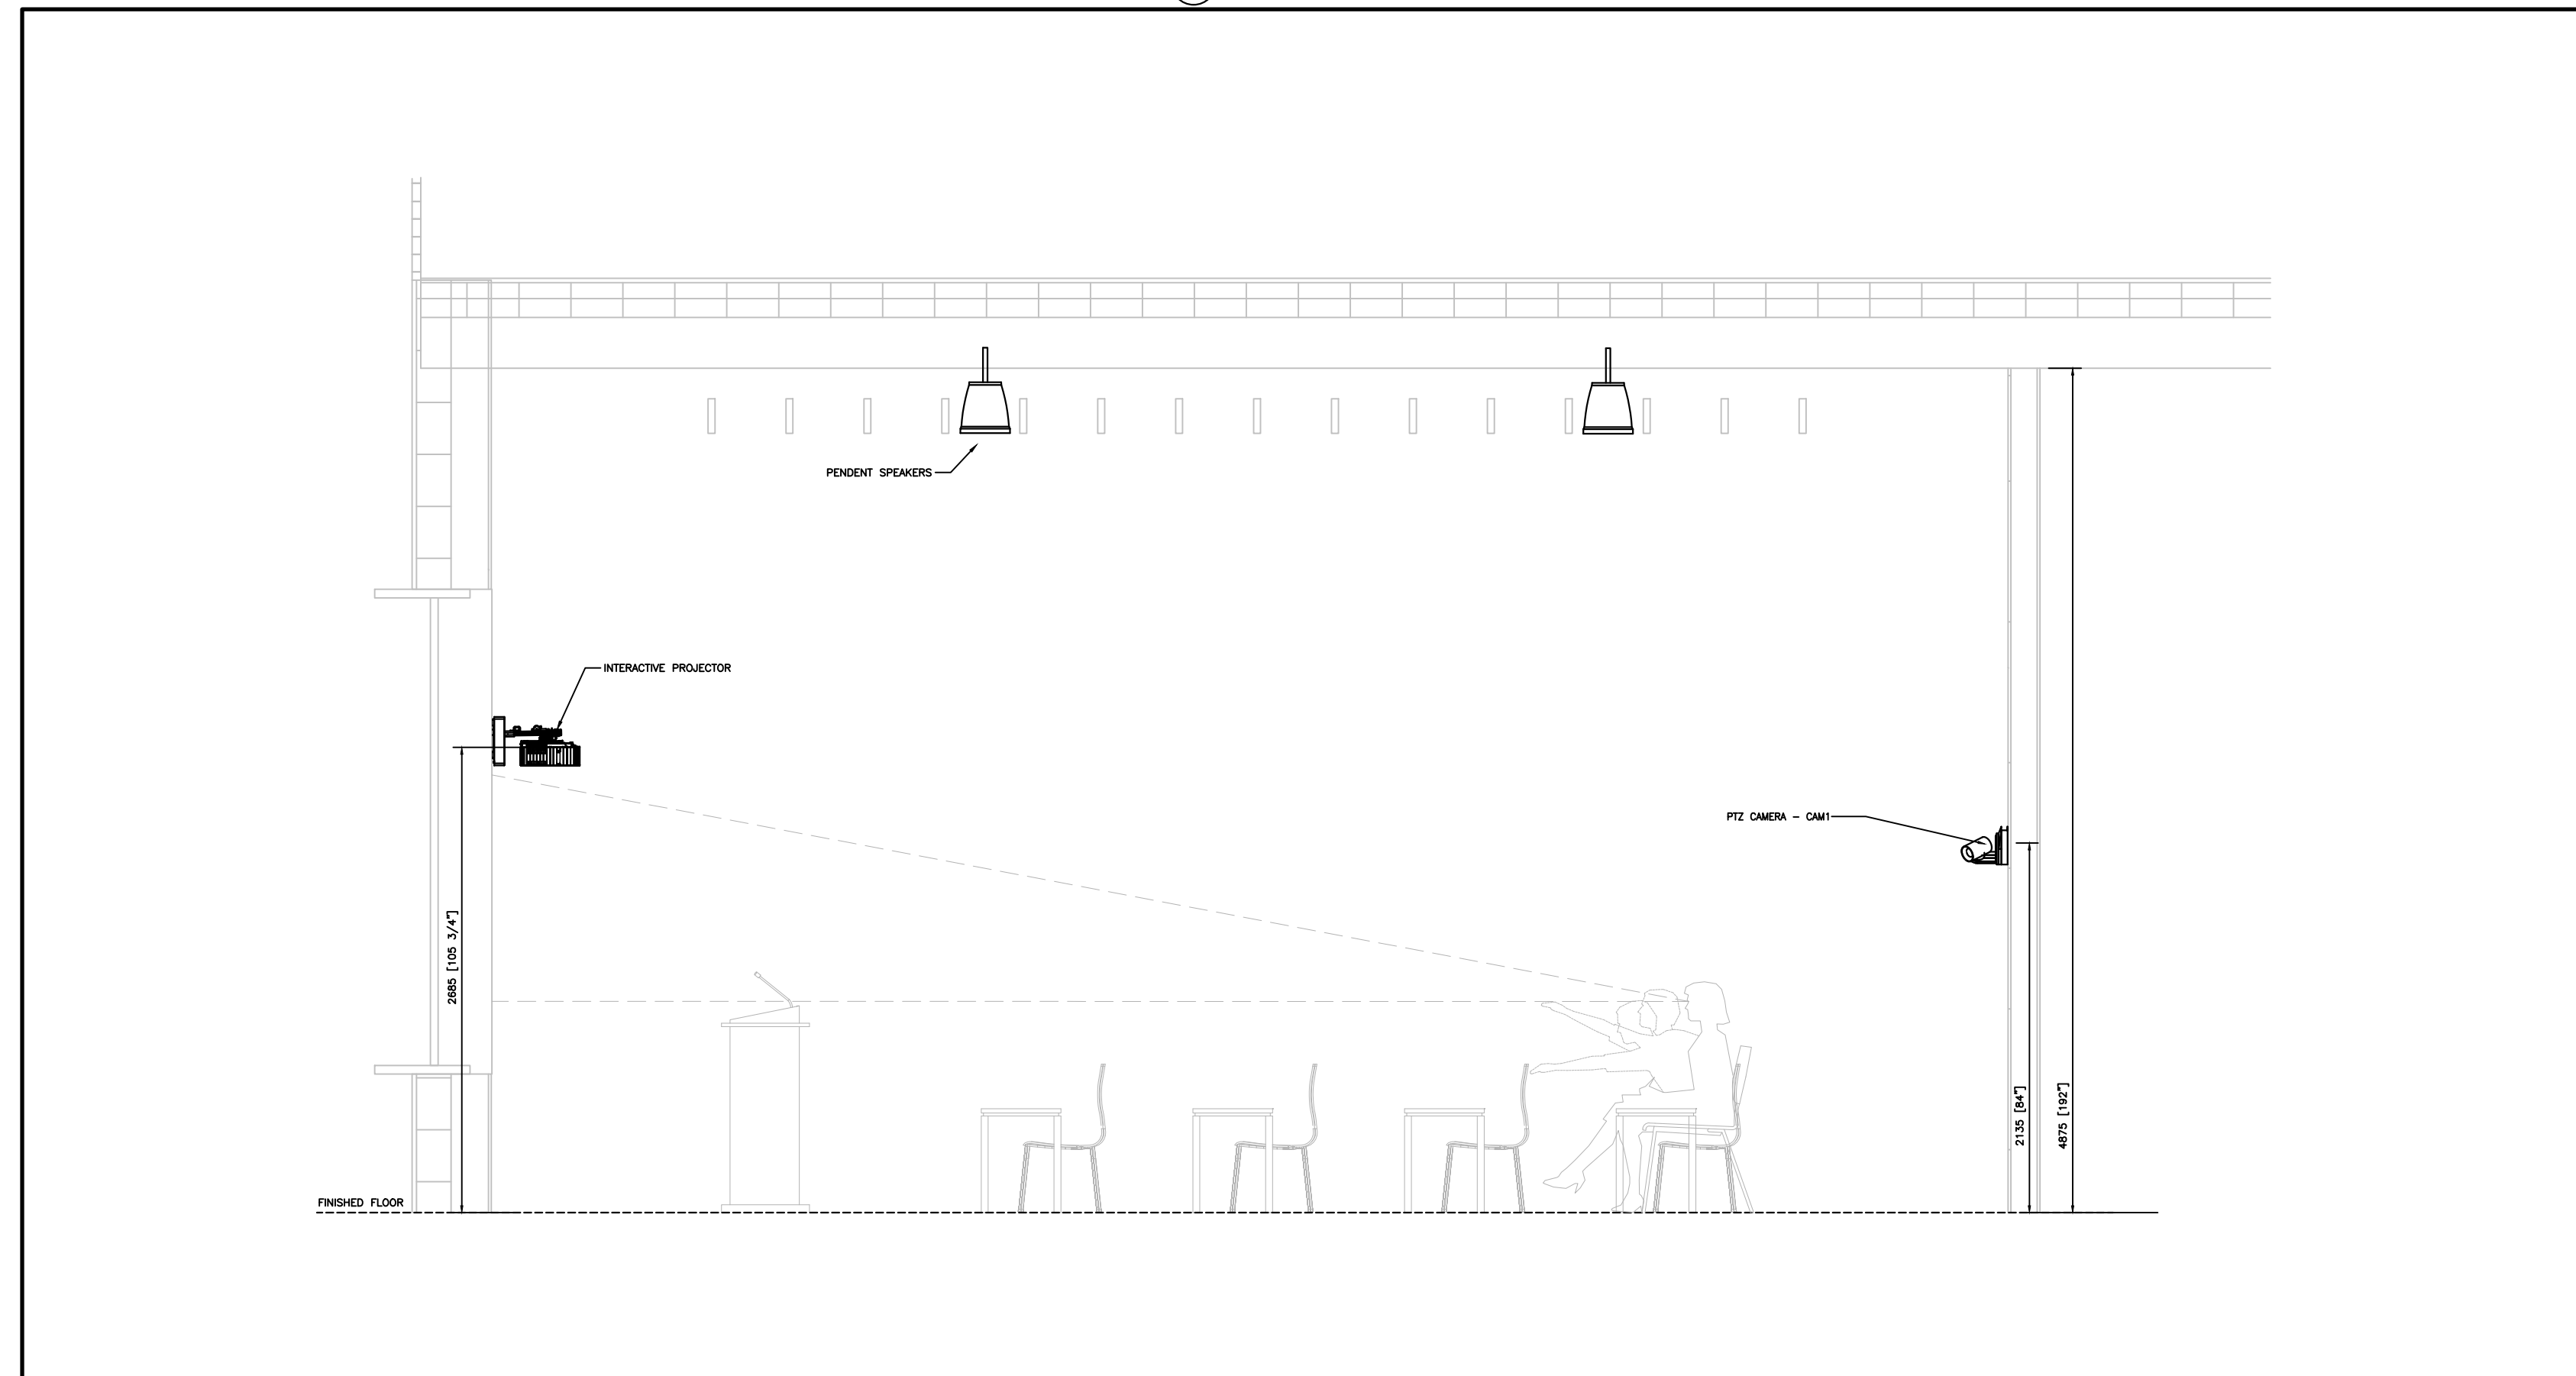 PENDENT SPEAKERS
INTERACTIVE PROJECTOR
PTZ CAMERA - CAM1
2685 [105 3/4"]
2135 [84"]
4875 [192"]
FINISHED FLOOR